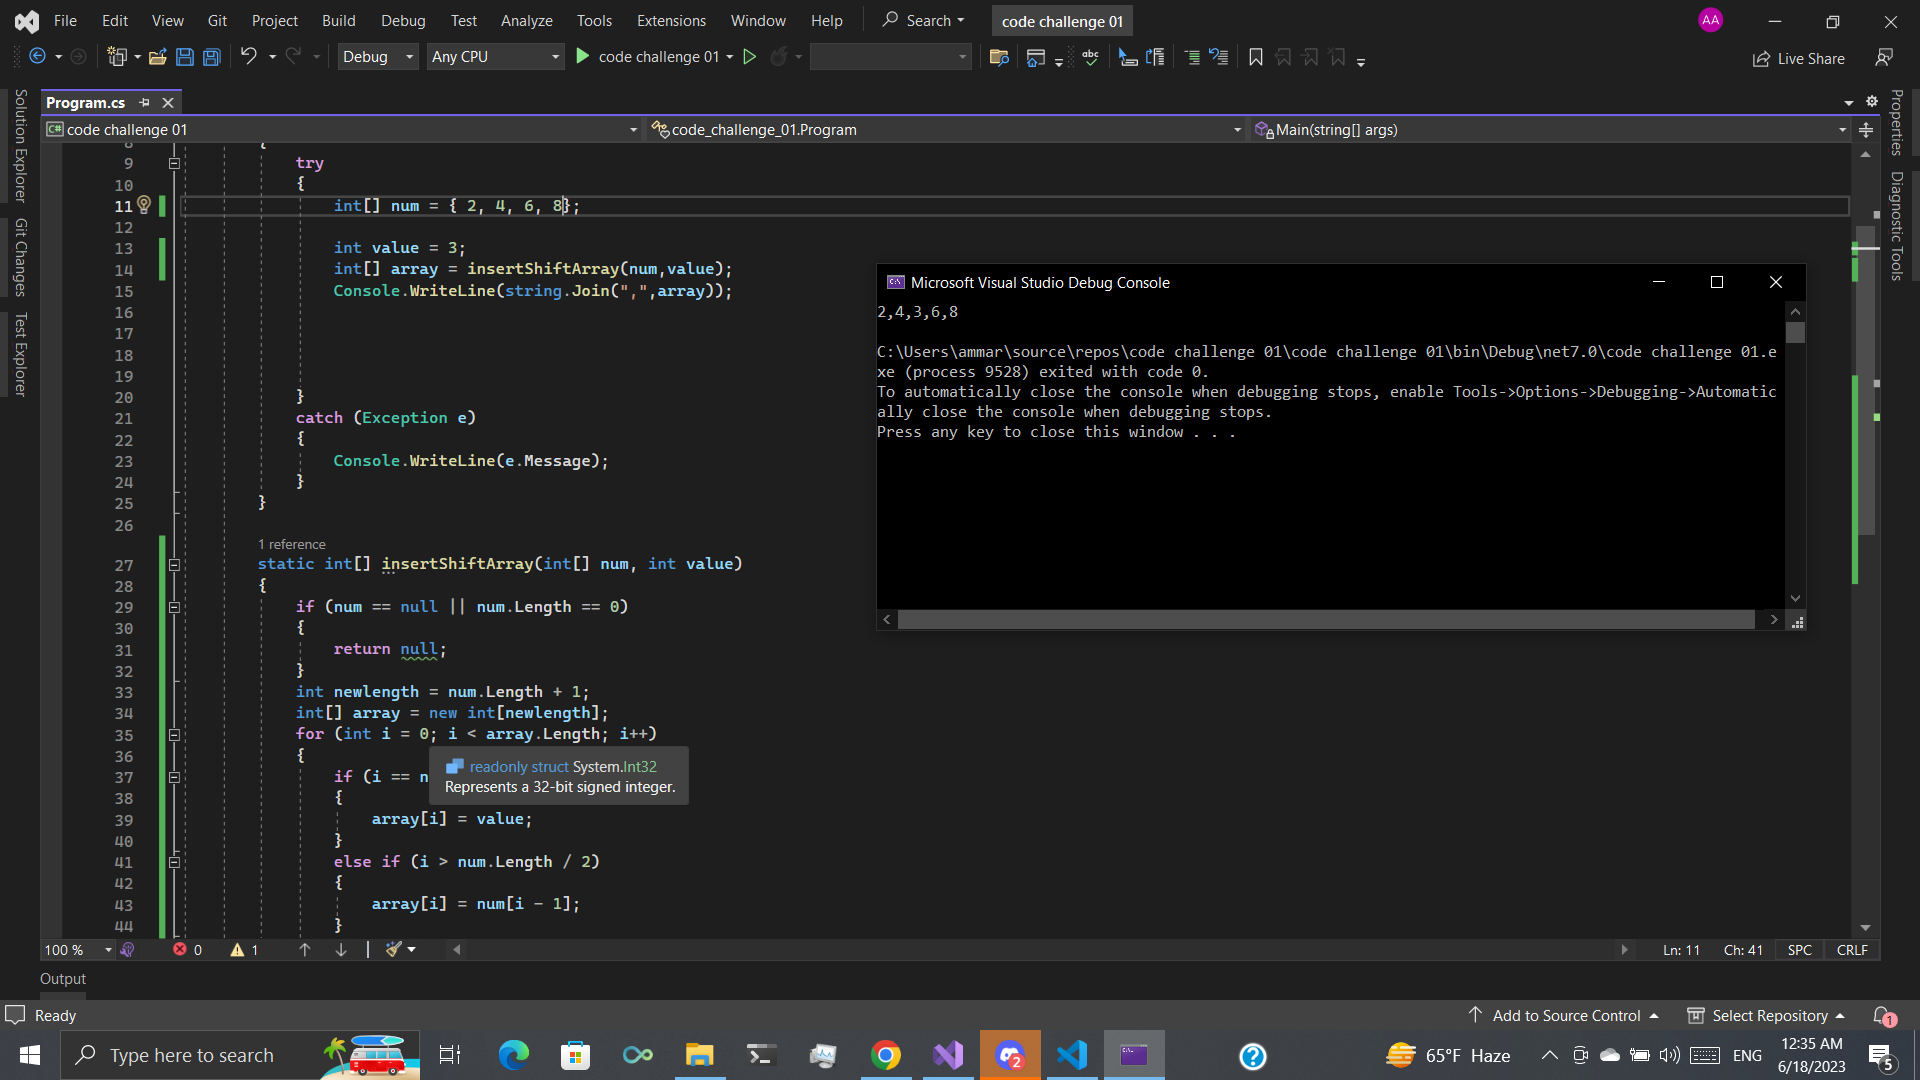 File Edit View Git Project Build Debug Test Analyze Tools Extensions Window Help Search code challenge 01 AA
Debug Any CPU code challenge 01 Live Share
Program.cs
code challenge 01 code_challenge_01.Program Main(string[] args)
Solution Explorer
Git Changes
Test Explorer
Properties
Diagnostic Tools
8 {
9 try
10 {
11 int[] num = { 2, 4, 6, 8};
12
13 int value = 3;
14 int[] array = insertShiftArray(num,value);
15 Console.WriteLine(string.Join(",",array));
16
17
18
19
20 }
21 catch (Exception e)
22 {
23 Console.WriteLine(e.Message);
24 }
25 }
26
1 reference
27 static int[] insertShiftArray(int[] num, int value)
28 {
29 if (num == null || num.Length == 0)
30 {
31 return null;
32 }
33 int newlength = num.Length + 1;
34 int[] array = new int[newlength];
35 for (int i = 0; i < array.Length; i++)
36 {
37 if (i == n
38 {
39 array[i] = value;
40 }
41 else if (i > num.Length / 2)
42 {
43 array[i] = num[i - 1];
44 }
readonly struct System.Int32
Represents a 32-bit signed integer.
Microsoft Visual Studio Debug Console
2,4,3,6,8
C:\Users\ammar\source\repos\code challenge 01\code challenge 01\bin\Debug\net7.0\code challenge 01.e
xe (process 9528) exited with code 0.
To automatically close the console when debugging stops, enable Tools->Options->Debugging->Automatic
ally close the console when debugging stops.
Press any key to close this window . . .
100 % 0 1 Ln: 11 Ch: 41 SPC CRLF
Output
Ready Add to Source Control Select Repository 1
Type here to search 2 65°F Haze ENG 12:35 AM
6/18/2023 5